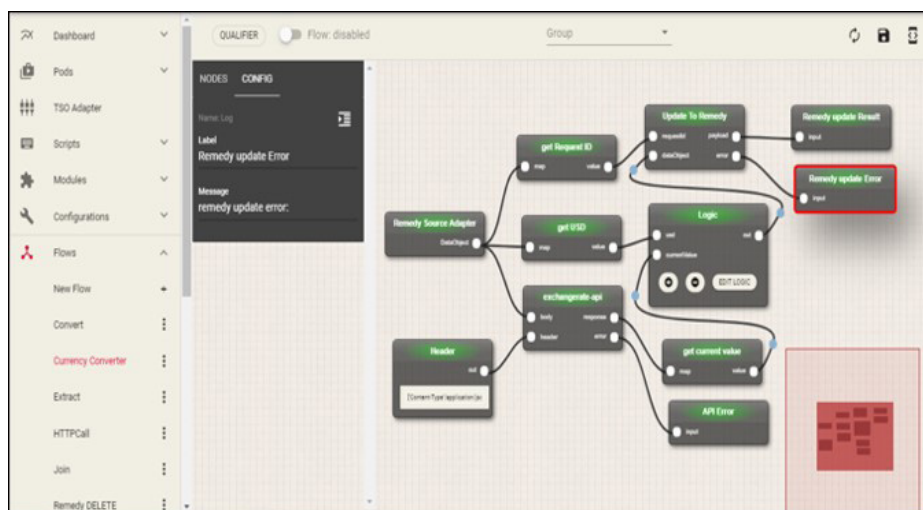 Dashboard
Pods
TSO Adapter
Scripts
Modules
Configurations
Flows
New Flow
Convert
Currency Converter
Extract
HTTPCall
Join
Remedy DELETE
QUALIFIER
Flow: disabled
Group
NODES CONFIG
Name: Log
Label
Remedy update Error
Message
remedy update error:
Remedy Source Adapter
DataObject
Header
out
get Request ID
map value
get USD
map value
exchangerate-api
body response
header error
Update To Remedy
requestId payload
dataObject error
Logic
usd out
currentValue
EDIT LOGIC
get current value
map value
API Error
input
Remedy update Result
input
Remedy update Error
input